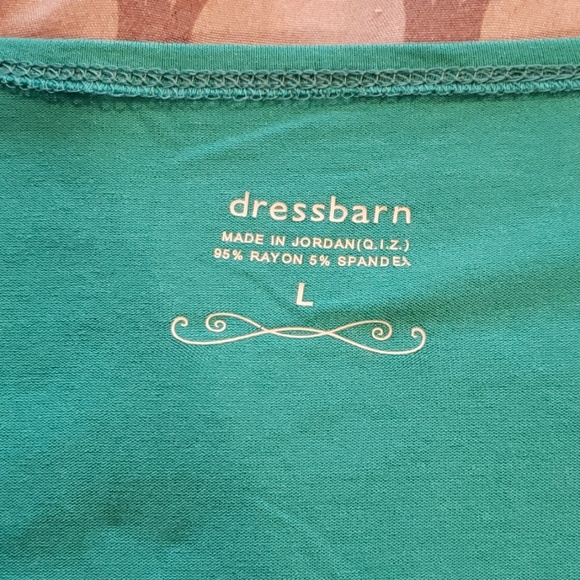 dressbarn
MADE IN JORDAN(Q.I.Z.)
95% RAYON 5% SPANDEX
L